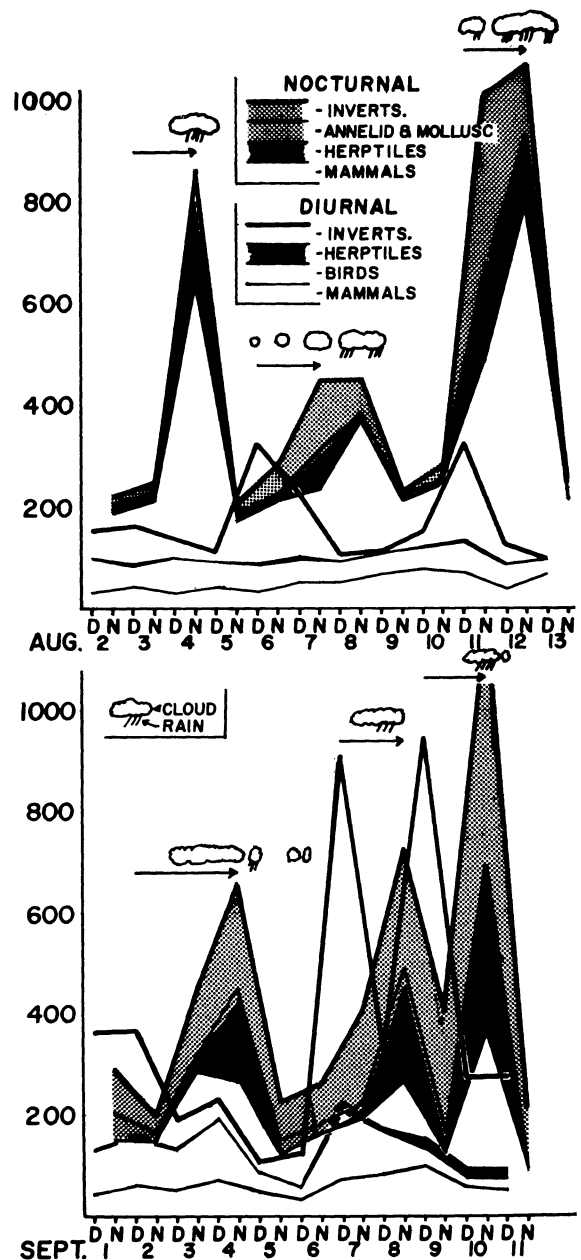 NOCTURNAL
- INVERTS.
- ANNELID & MOLLUSC
- HERPTILES
- MAMMALS
DIURNAL
- INVERTS.
- HERPTILES
- BIRDS
- MAMMALS
1000
800
600
400
200
D N D N D N D N D N D N D N D N D N D N D N D N
AUG. 2 3 4 5 6 7 8 9 10 11 12 13
CLOUD
RAIN
1000
800
600
400
200
D N D N D N D N D N D N D N D N D N D N D N
SEPT. 1 2 3 4 5 6 7 8 9 10 11